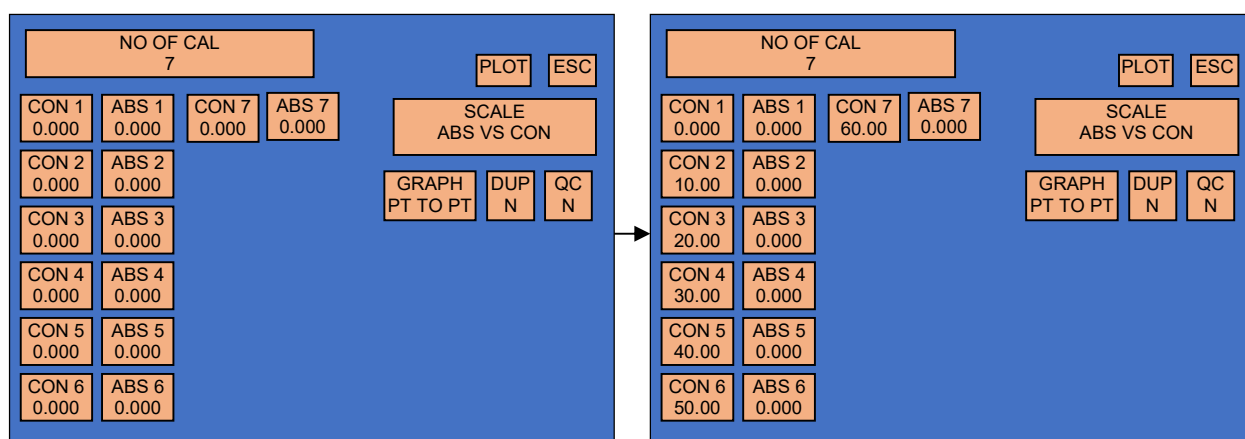 NO OF CAL
7
PLOT
ESC
CON 1
0.000
ABS 1
0.000
CON 7
0.000
ABS 7
0.000
SCALE
ABS VS CON
CON 2
0.000
ABS 2
0.000
GRAPH
PT TO PT
DUP
N
QC
N
CON 3
0.000
ABS 3
0.000
CON 4
0.000
ABS 4
0.000
CON 5
0.000
ABS 5
0.000
CON 6
0.000
ABS 6
0.000
NO OF CAL
7
PLOT
ESC
CON 1
0.000
ABS 1
0.000
CON 7
60.00
ABS 7
0.000
SCALE
ABS VS CON
CON 2
10.00
ABS 2
0.000
GRAPH
PT TO PT
DUP
N
QC
N
CON 3
20.00
ABS 3
0.000
CON 4
30.00
ABS 4
0.000
CON 5
40.00
ABS 5
0.000
CON 6
50.00
ABS 6
0.000